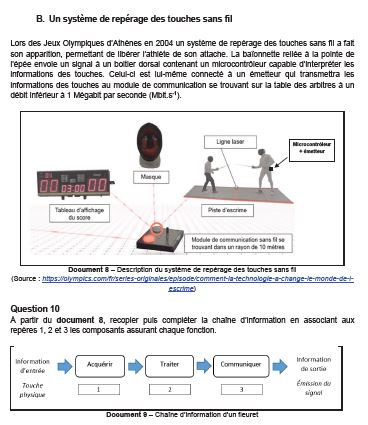 B. Un système de repérage des touches sans fil
Lors des Jeux Olympiques d'Athènes en 2004 un système de repérage des touches sans fil a fait
son apparition, permettant de libérer l'athlète de son attache. La baïonnette reliée à la pointe de
l'épée envoie un signal à un boitier dorsal contenant un microcontrôleur capable d'interpréter les
informations des touches. Celui-ci est lui-même connecté à un émetteur qui transmettra les
informations des touches au module de communication se trouvant sur la table des arbitres à un
débit inférieur à 1 Mégabit par seconde (Mbit.s-1).
Ligne laser
Microcontrôleur
+ émetteur
Masque
Tableau d'affichage
du score
Piste d'escrime
Module de communication sans fil se
trouvant dans un rayon de 10 mètres
Document 8 – Description du système de repérage des touches sans fil
(Source : https://olympics.com/fr/series-originales/episode/comment-la-technologie-a-change-le-monde-de-l-
escrime)
Question 10
À partir du document 8, recopier puis compléter la chaîne d'information en associant aux
repères 1, 2 et 3 les composants assurant chaque fonction.
Information
d'entrée
Acquérir
Traiter
Communiquer
Information
de sortie
Touche
physique
1
2
3
Émission du
signal
Document 9 – Chaîne d'information d'un fleuret